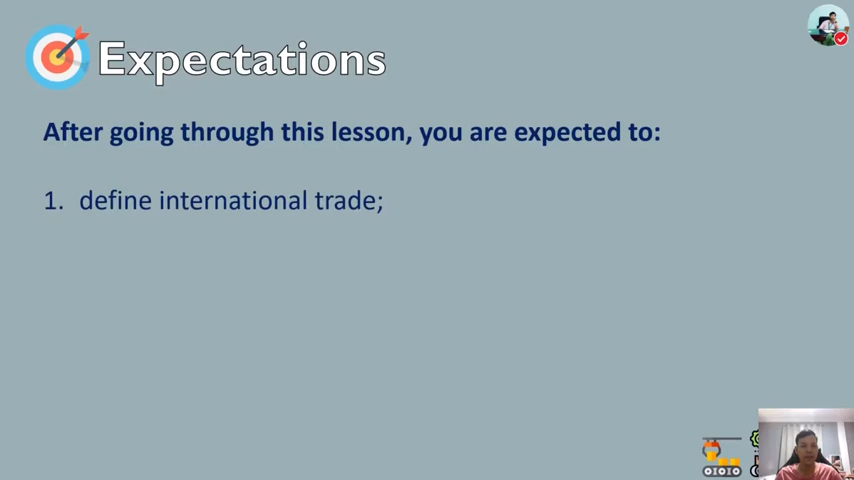 Expectations
After going through this lesson, you are expected to:
1. define international trade;